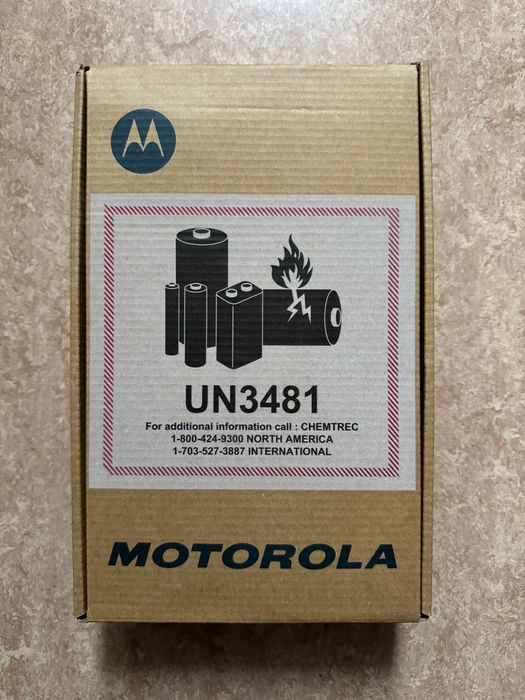 UN3481
For additional information call : CHEMTREC
1-800-424-9300 NORTH AMERICA
1-703-527-3887 INTERNATIONAL
MOTOROLA